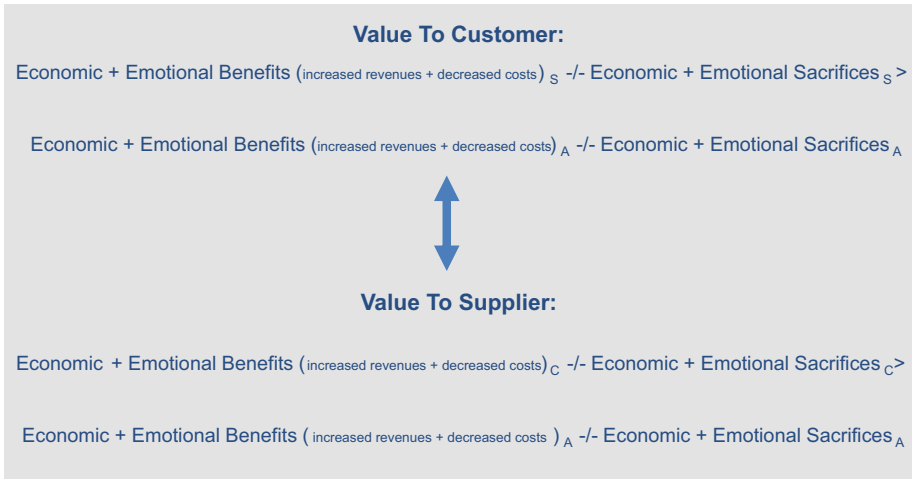 Value To Customer:
Economic + Emotional Benefits (increased revenues + decreased costs) S -/- Economic + Emotional Sacrifices S >
Economic + Emotional Benefits (increased revenues + decreased costs) A -/- Economic + Emotional Sacrifices A
Value To Supplier:
Economic + Emotional Benefits (increased revenues + decreased costs) C -/- Economic + Emotional Sacrifices C >
Economic + Emotional Benefits ( increased revenues + decreased costs ) A -/- Economic + Emotional Sacrifices A